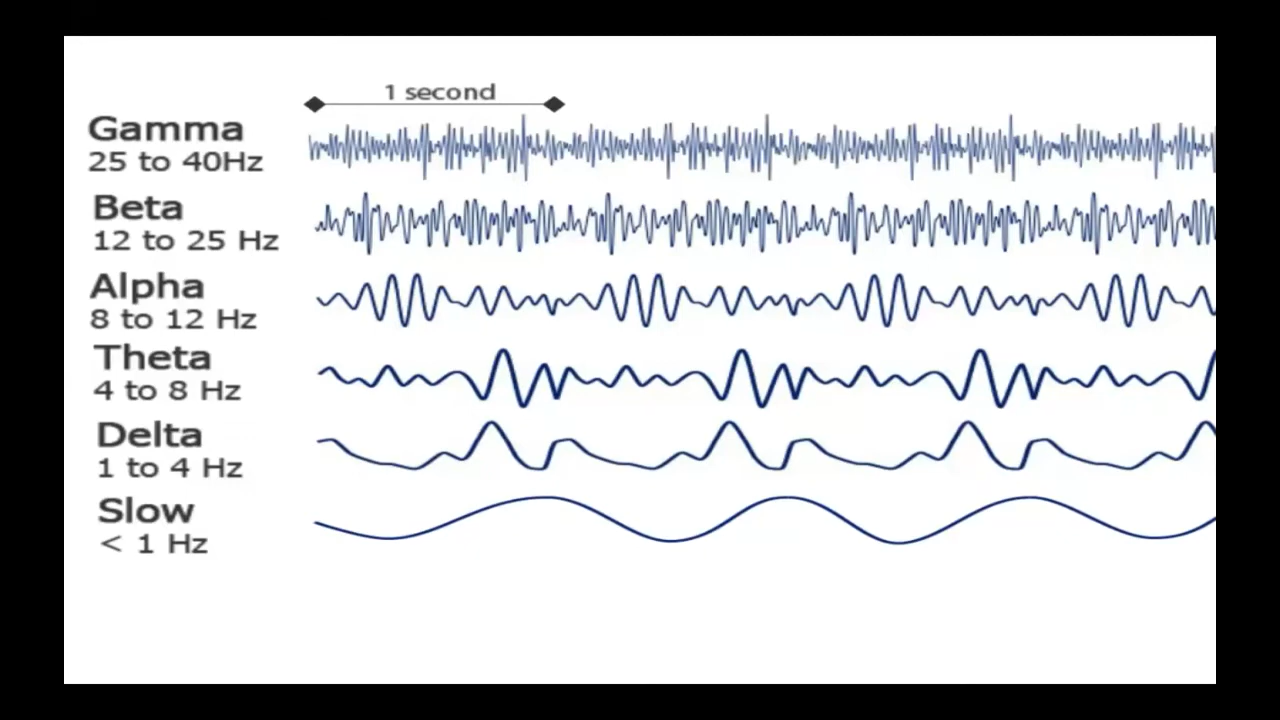 1 second
Gamma
25 to 40Hz
Beta
12 to 25 Hz
Alpha
8 to 12 Hz
Theta
4 to 8 Hz
Delta
1 to 4 Hz
Slow
< 1 Hz